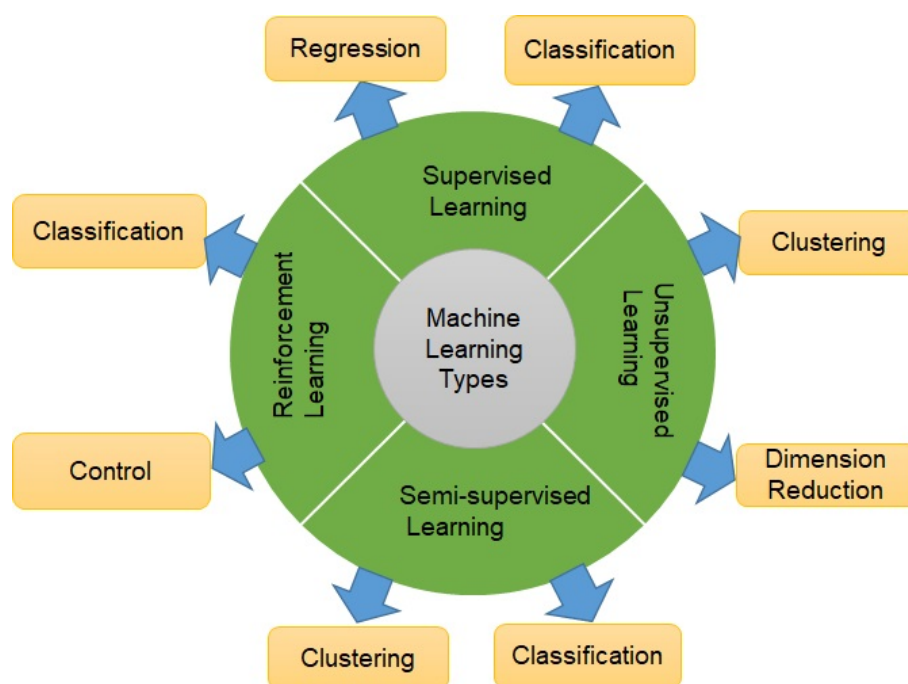 Regression
Classification
Supervised
Learning
Classification
Clustering
Reinforcement
Learning
Machine
Learning
Types
Unsupervised
Learning
Control
Dimension
Reduction
Semi-supervised
Learning
Clustering
Classification